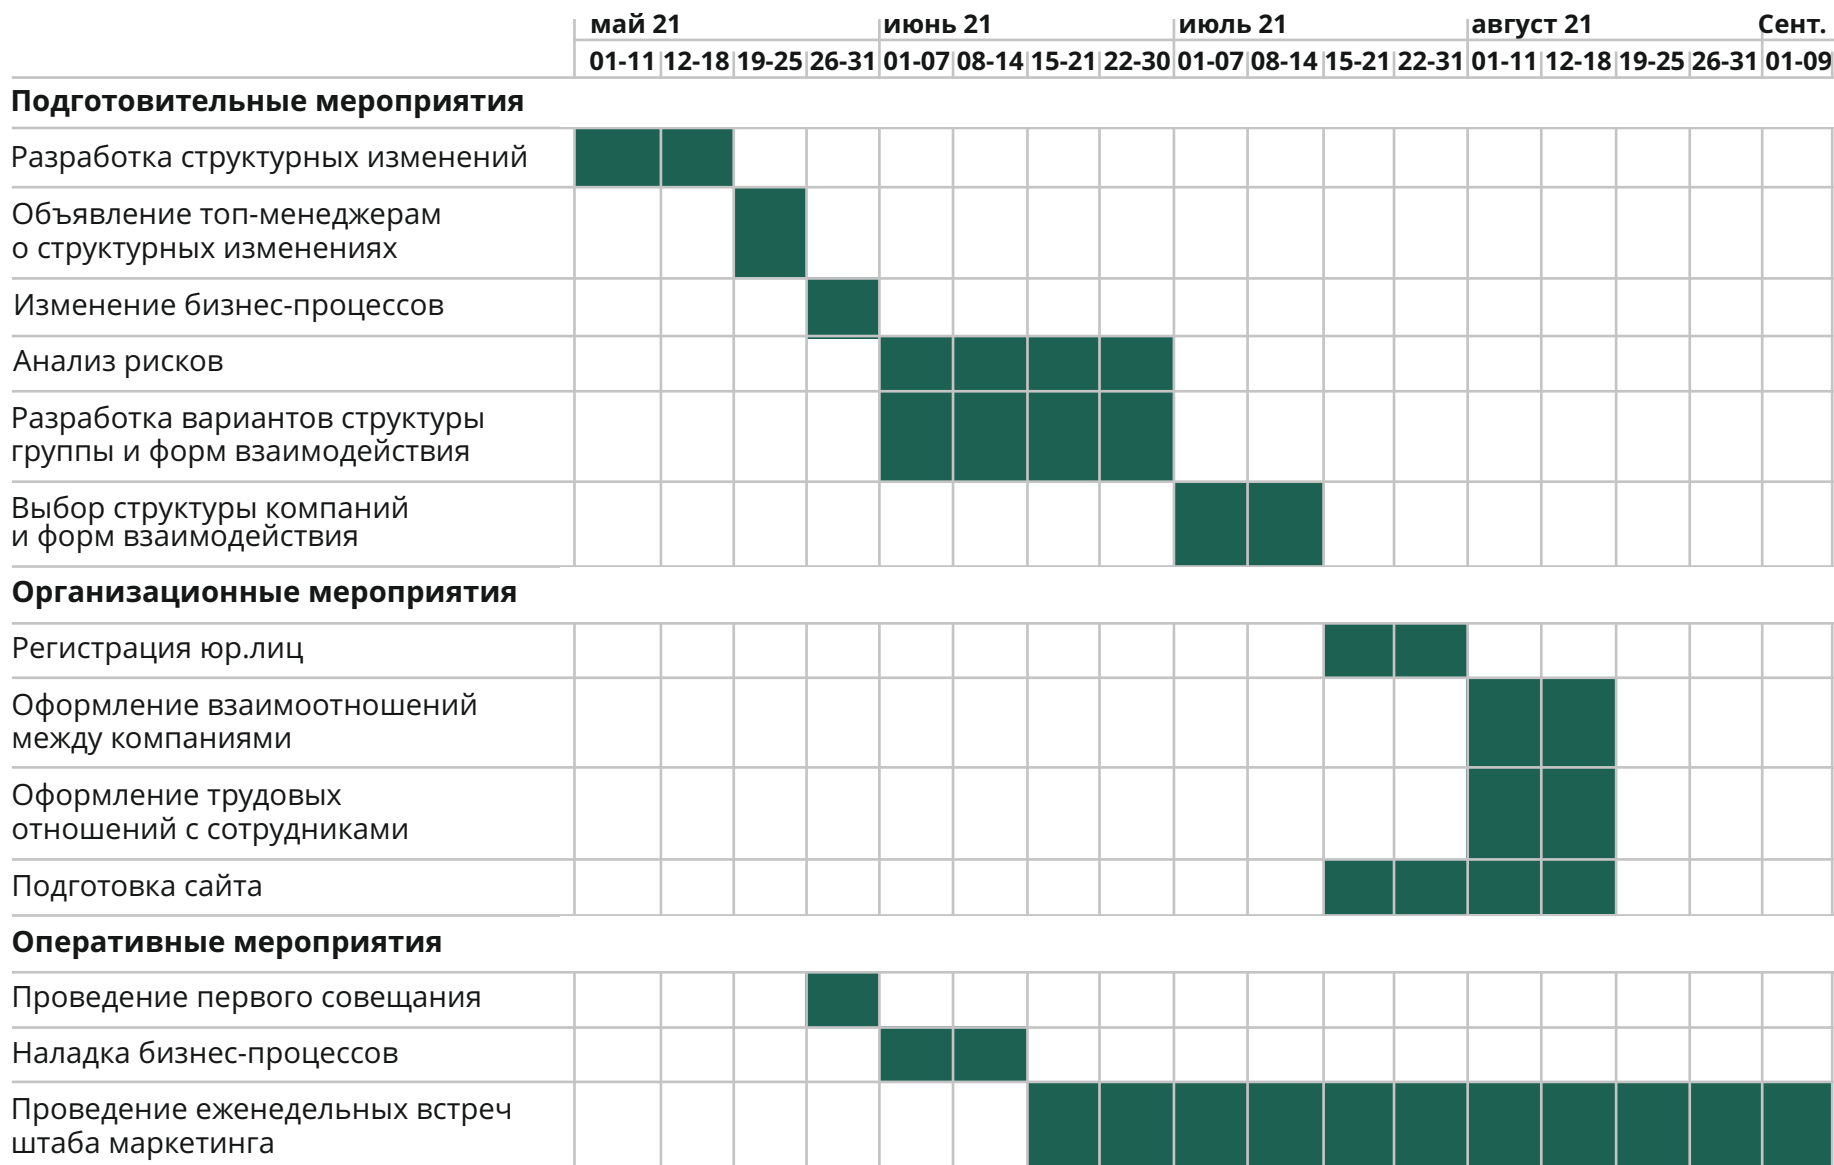 май 21 июнь 21 июль 21 август 21 Сент.
01-11 12-18 19-25 26-31 01-07 08-14 15-21 22-30 01-07 08-14 15-21 22-31 01-11 12-18 19-25 26-31 01-09
Подготовительные мероприятия
Разработка структурных изменений
Объявление топ-менеджерам
о структурных изменениях
Изменение бизнес-процессов
Анализ рисков
Разработка вариантов структуры
группы и форм взаимодействия
Выбор структуры компаний
и форм взаимодействия
Организационные мероприятия
Регистрация юр.лиц
Оформление взаимоотношений
между компаниями
Оформление трудовых
отношений с сотрудниками
Подготовка сайта
Оперативные мероприятия
Проведение первого совещания
Наладка бизнес-процессов
Проведение еженедельных встреч
штаба маркетинга